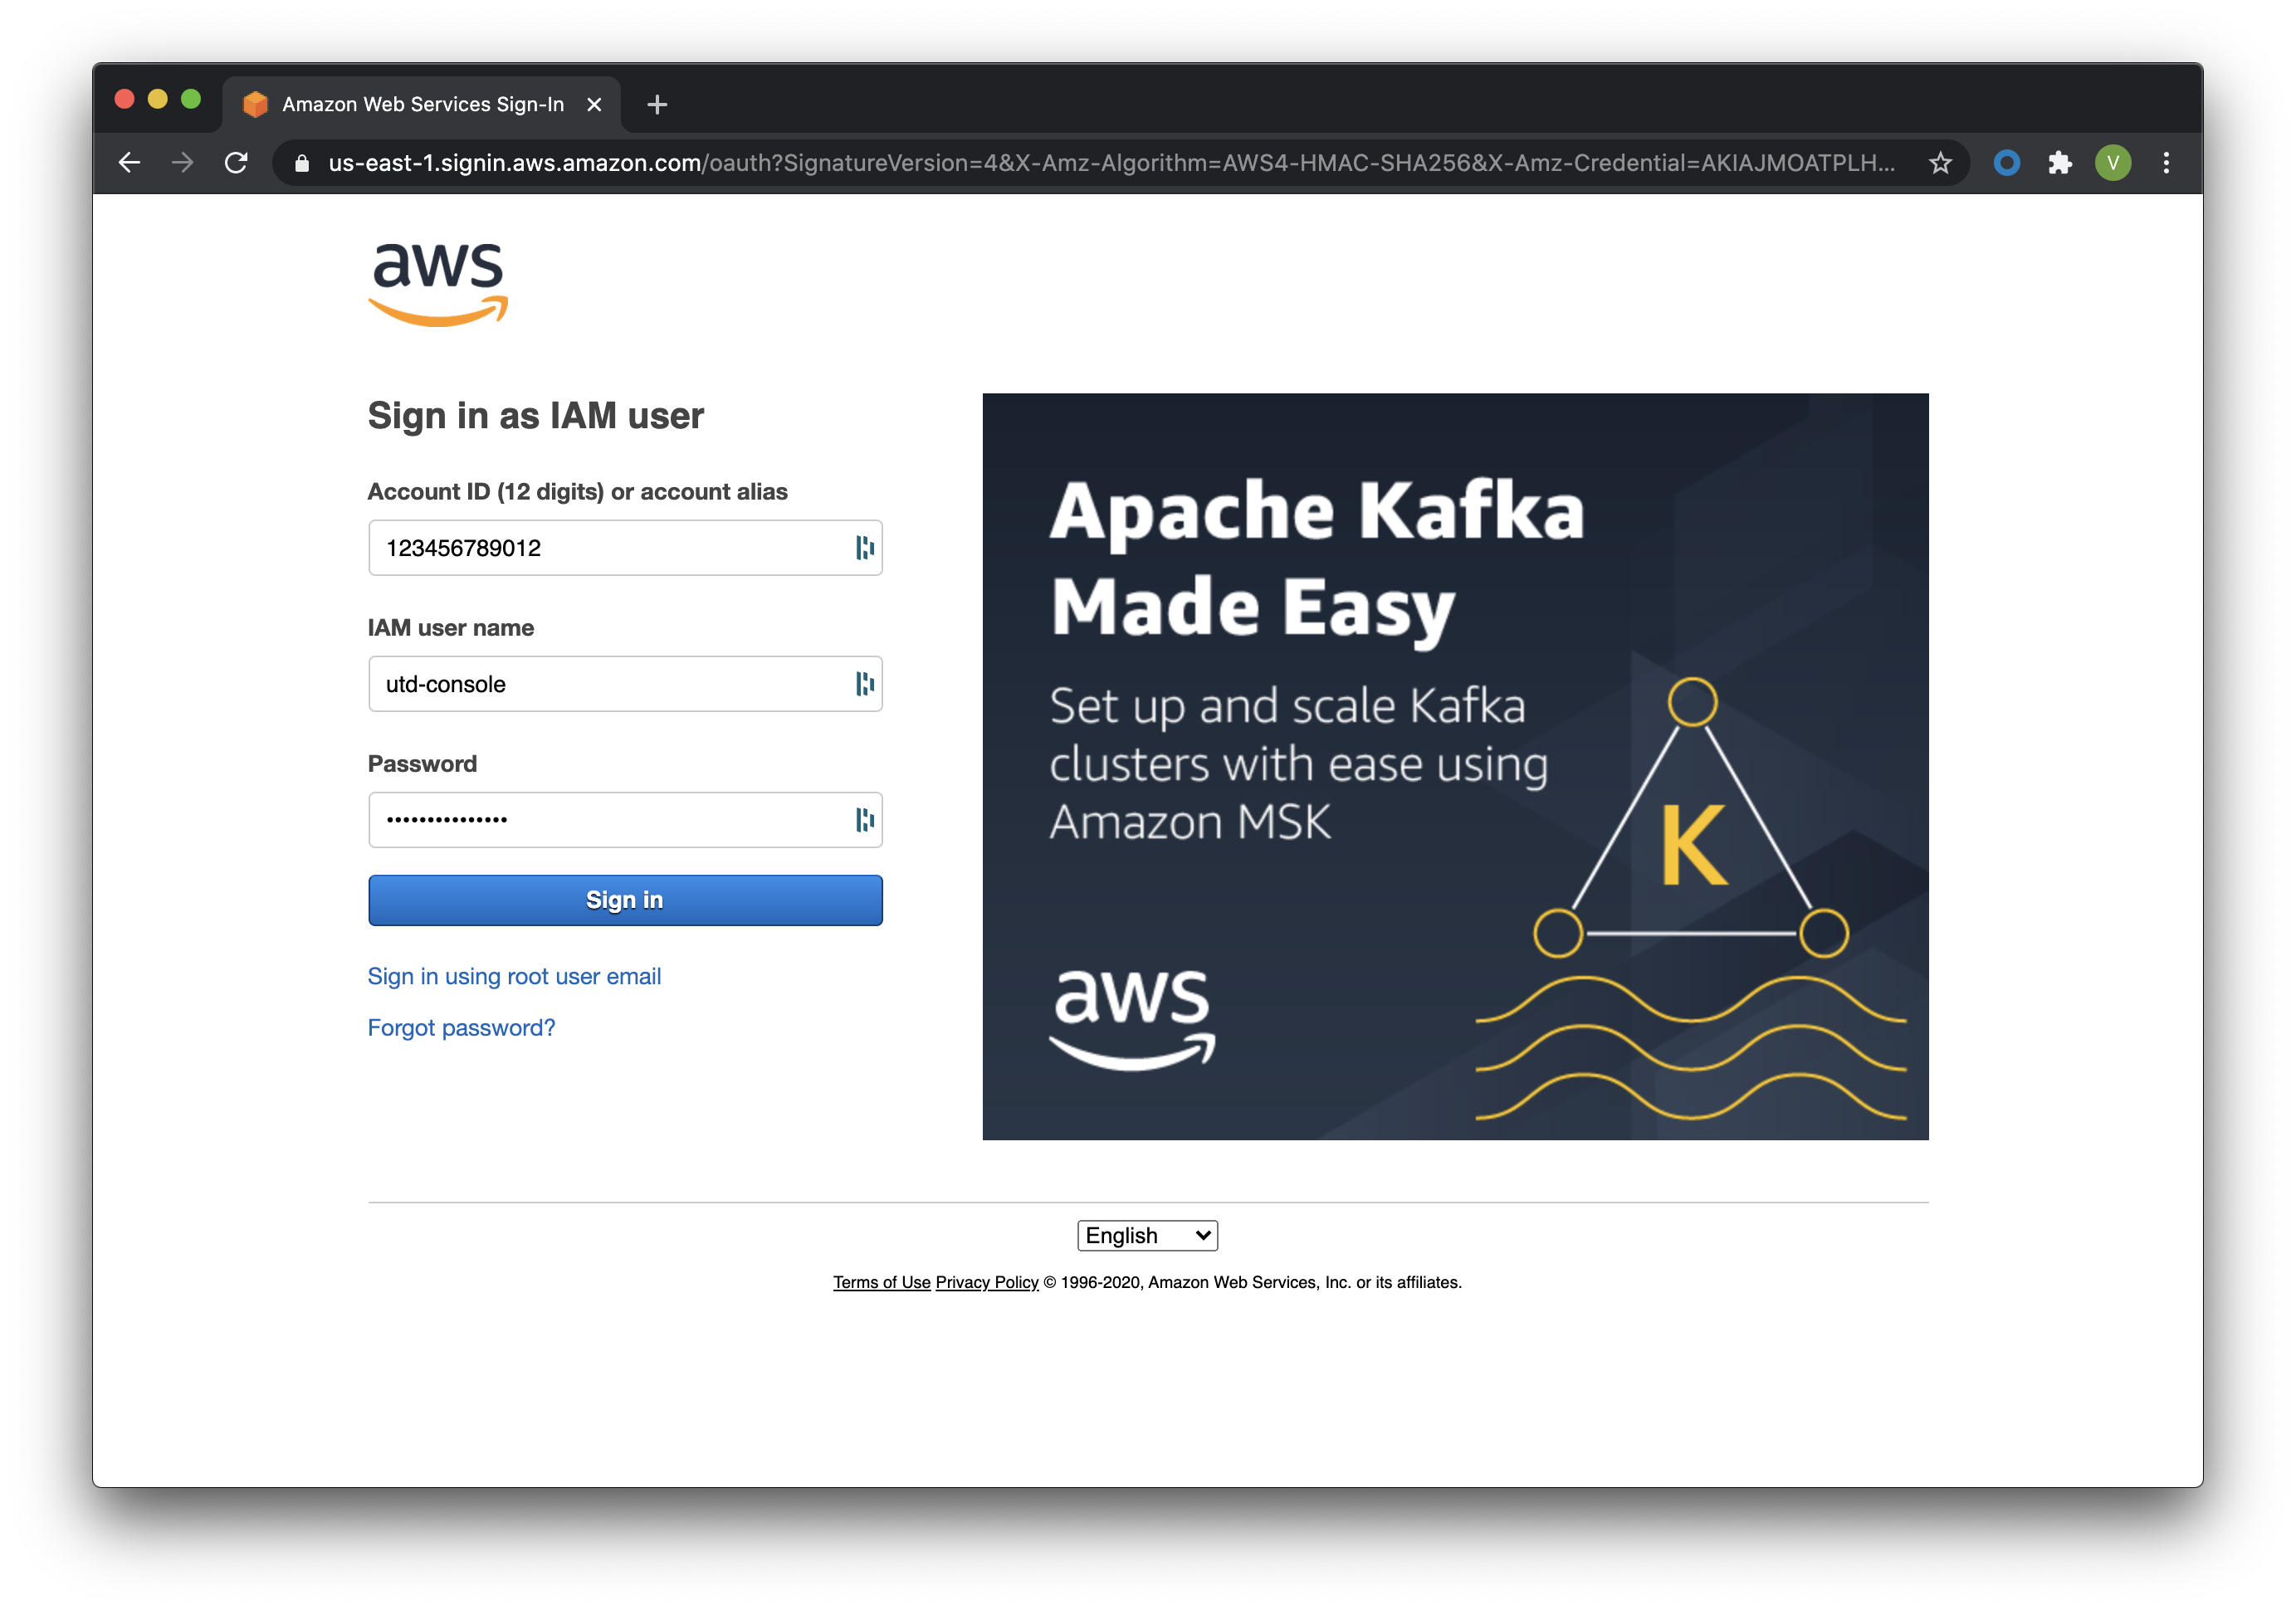 Amazon Web Services Sign-In
us-east-1.signin.aws.amazon.com/oauth?SignatureVersion=4&X-Amz-Algorithm=AWS4-HMAC-SHA256&X-Amz-Credential=AKIAJMOATPLH...
V
aws
Sign in as IAM user
Account ID (12 digits) or account alias
123456789012
IAM user name
utd-console
Password
•••••••••••••••
Sign in
Sign in using root user email
Forgot password?
Apache Kafka
Made Easy
Set up and scale Kafka
clusters with ease using
Amazon MSK
K
aws
English
Terms of Use Privacy Policy © 1996-2020, Amazon Web Services, Inc. or its affiliates.